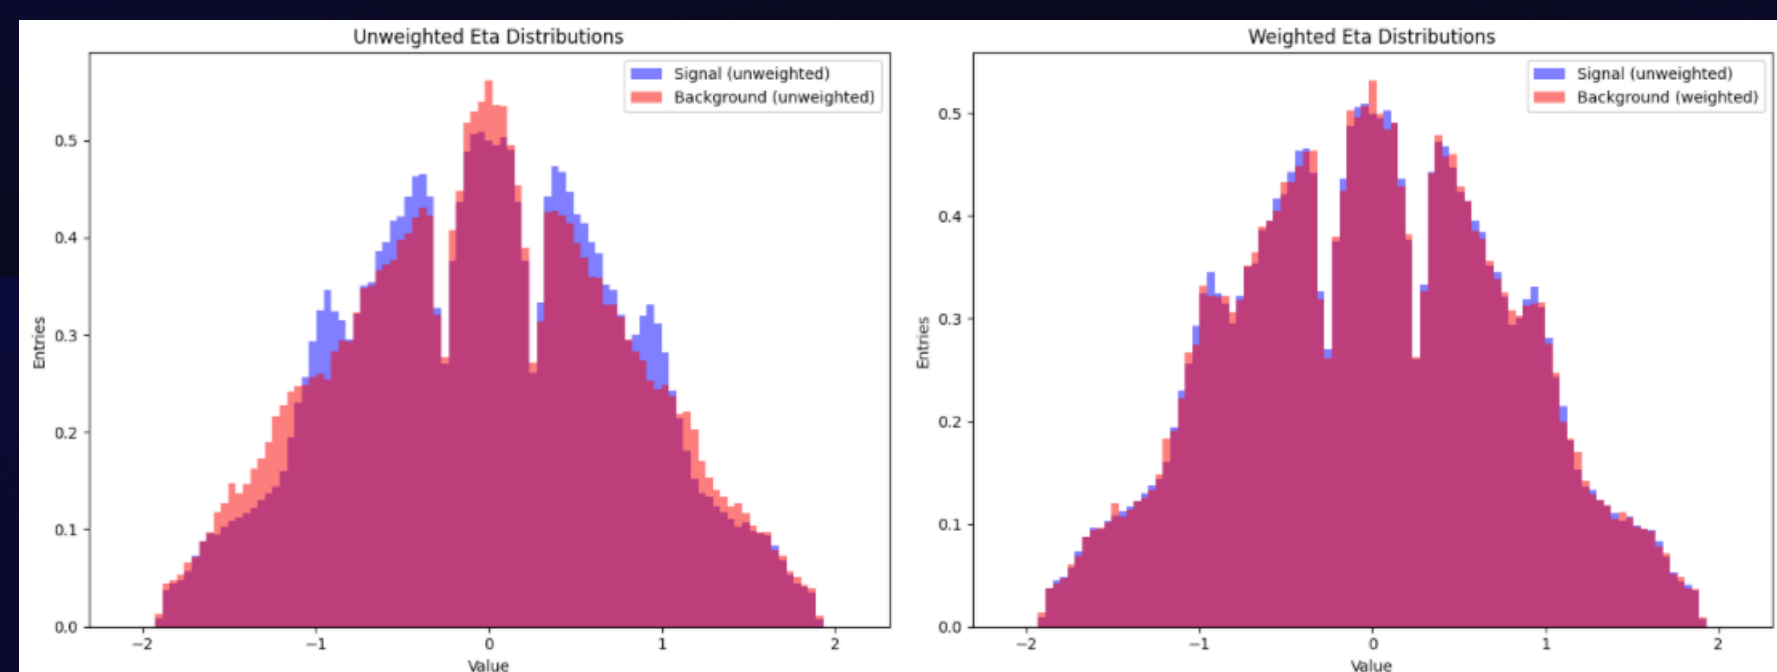 Unweighted Eta Distributions
Signal (unweighted)
Background (unweighted)
0.5
0.4
0.3
0.2
0.1
0.0
Entries
−2
−1
0
1
2
Value
Weighted Eta Distributions
Signal (unweighted)
Background (weighted)
0.5
0.4
0.3
0.2
0.1
0.0
Entries
−2
−1
0
1
2
Value